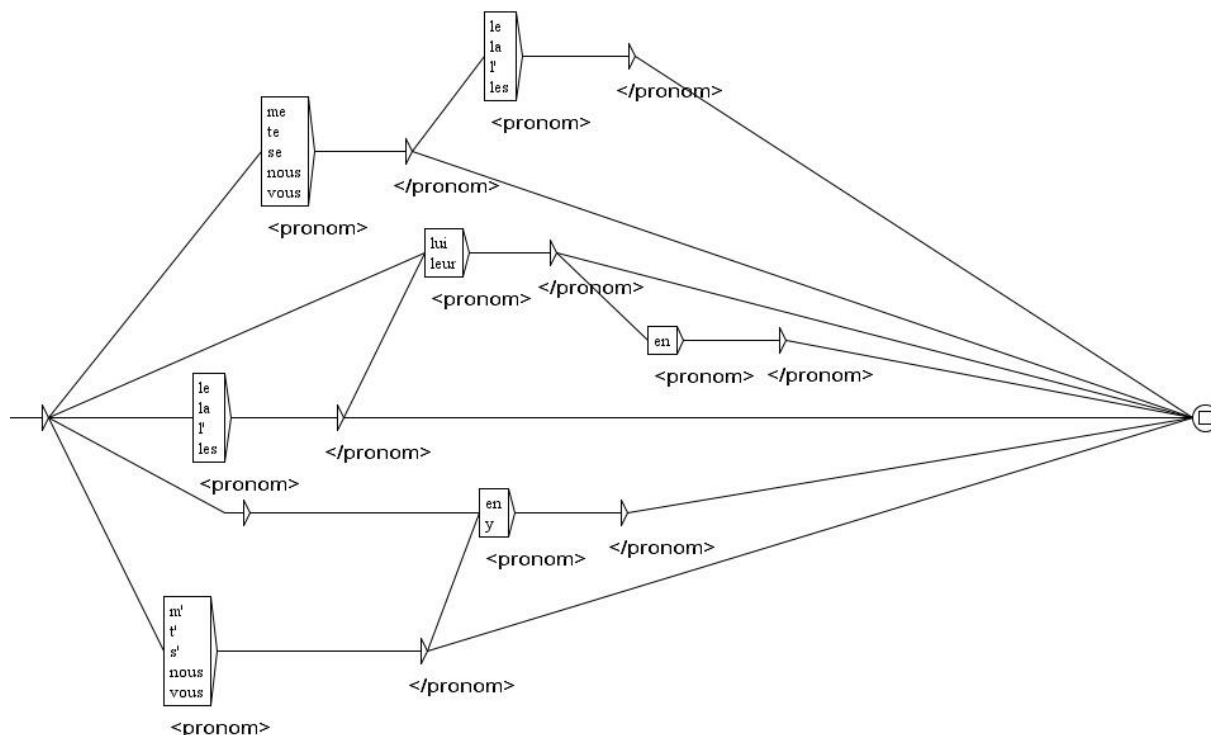 le
la
l'
les
<pronom>
</pronom>
me
te
se
nous
vous
<pronom>
</pronom>
lui
leur
<pronom>
</pronom>
en
<pronom>
</pronom>
le
la
l'
les
<pronom>
</pronom>
en
y
<pronom>
</pronom>
m'
t'
s'
nous
vous
<pronom>
</pronom>